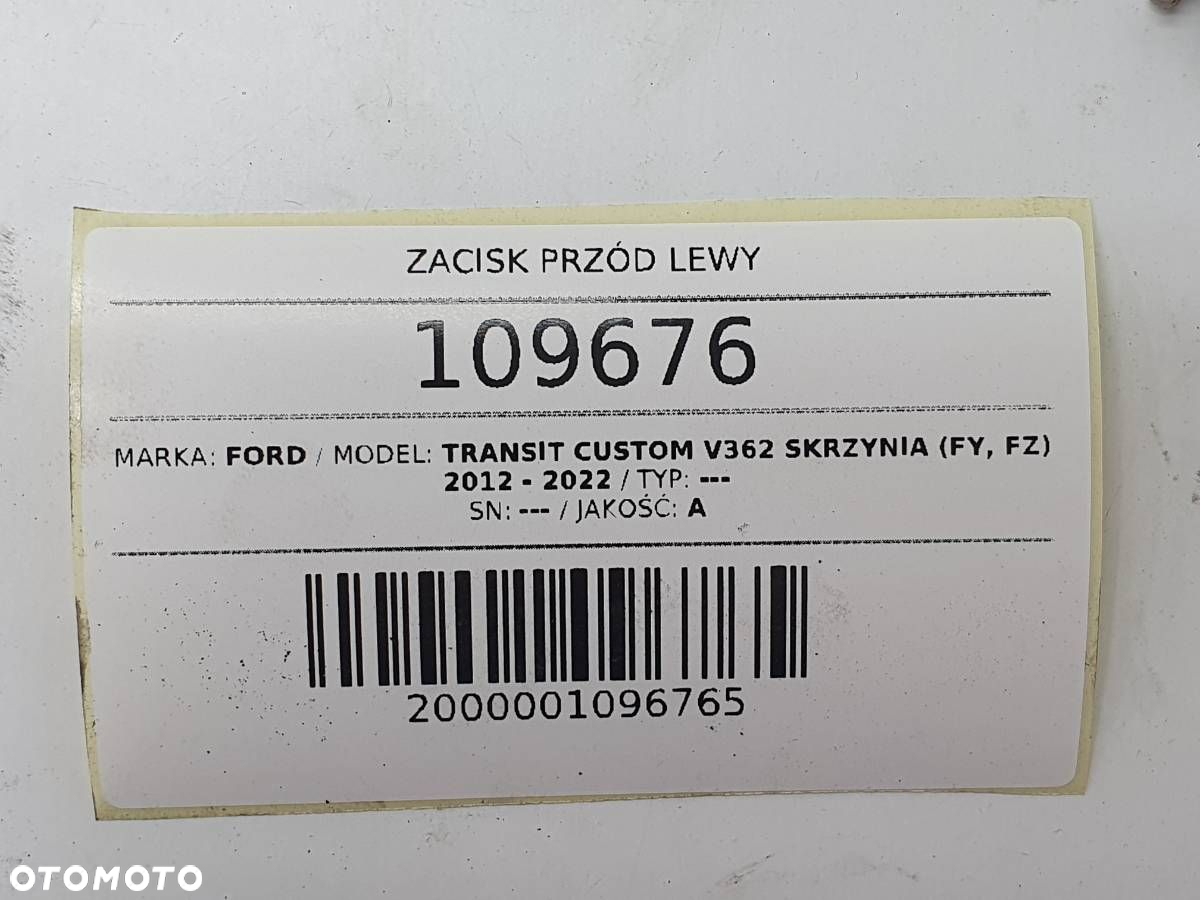 ZACISK PRZÓD LEWY
109676
MARKA: FORD / MODEL: TRANSIT CUSTOM V362 SKRZYNIA (FY, FZ)
2012 - 2022 / TYP: ---
SN: --- / JAKOŚĆ: A
2000001096765
OTOMOTO